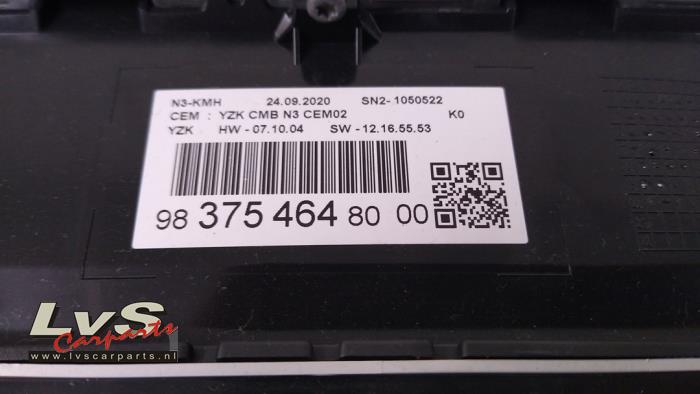 N3-KMH 24.09.2020 SN2- 1050522
CEM : YZK CMB N3 CEM02 K0
YZK HW - 07.10.04 SW - 12.16.55.53
98 375 464 80 00
LvS
Carparts
www.lvscarparts.nl